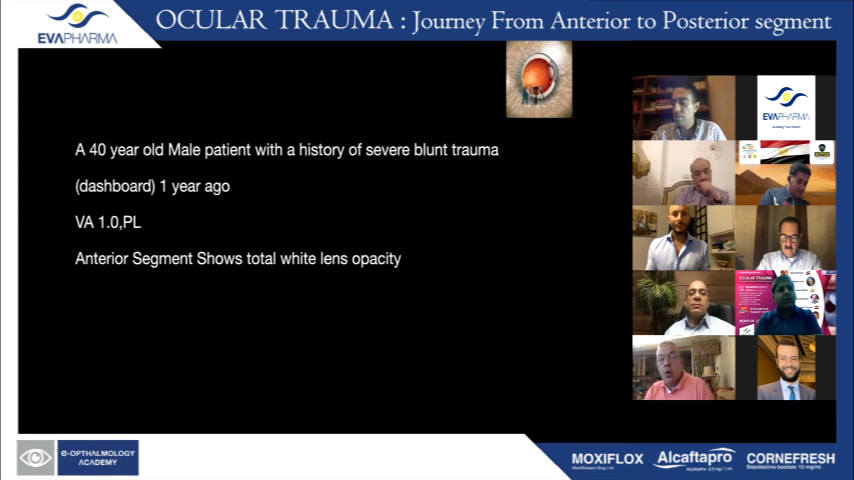 EVAPHARMA
OCULAR TRAUMA : Journey From Anterior to Posterior segment
A 40 year old Male patient with a history of severe blunt trauma
(dashboard) 1 year ago
VA 1.0,PL
Anterior Segment Shows total white lens opacity
EVAPHARMA
OCULAR TRAUMA
e-OPTHALMOLOGY
ACADEMY
MOXIFLOX
Alcaftapro
CORNEFRESH